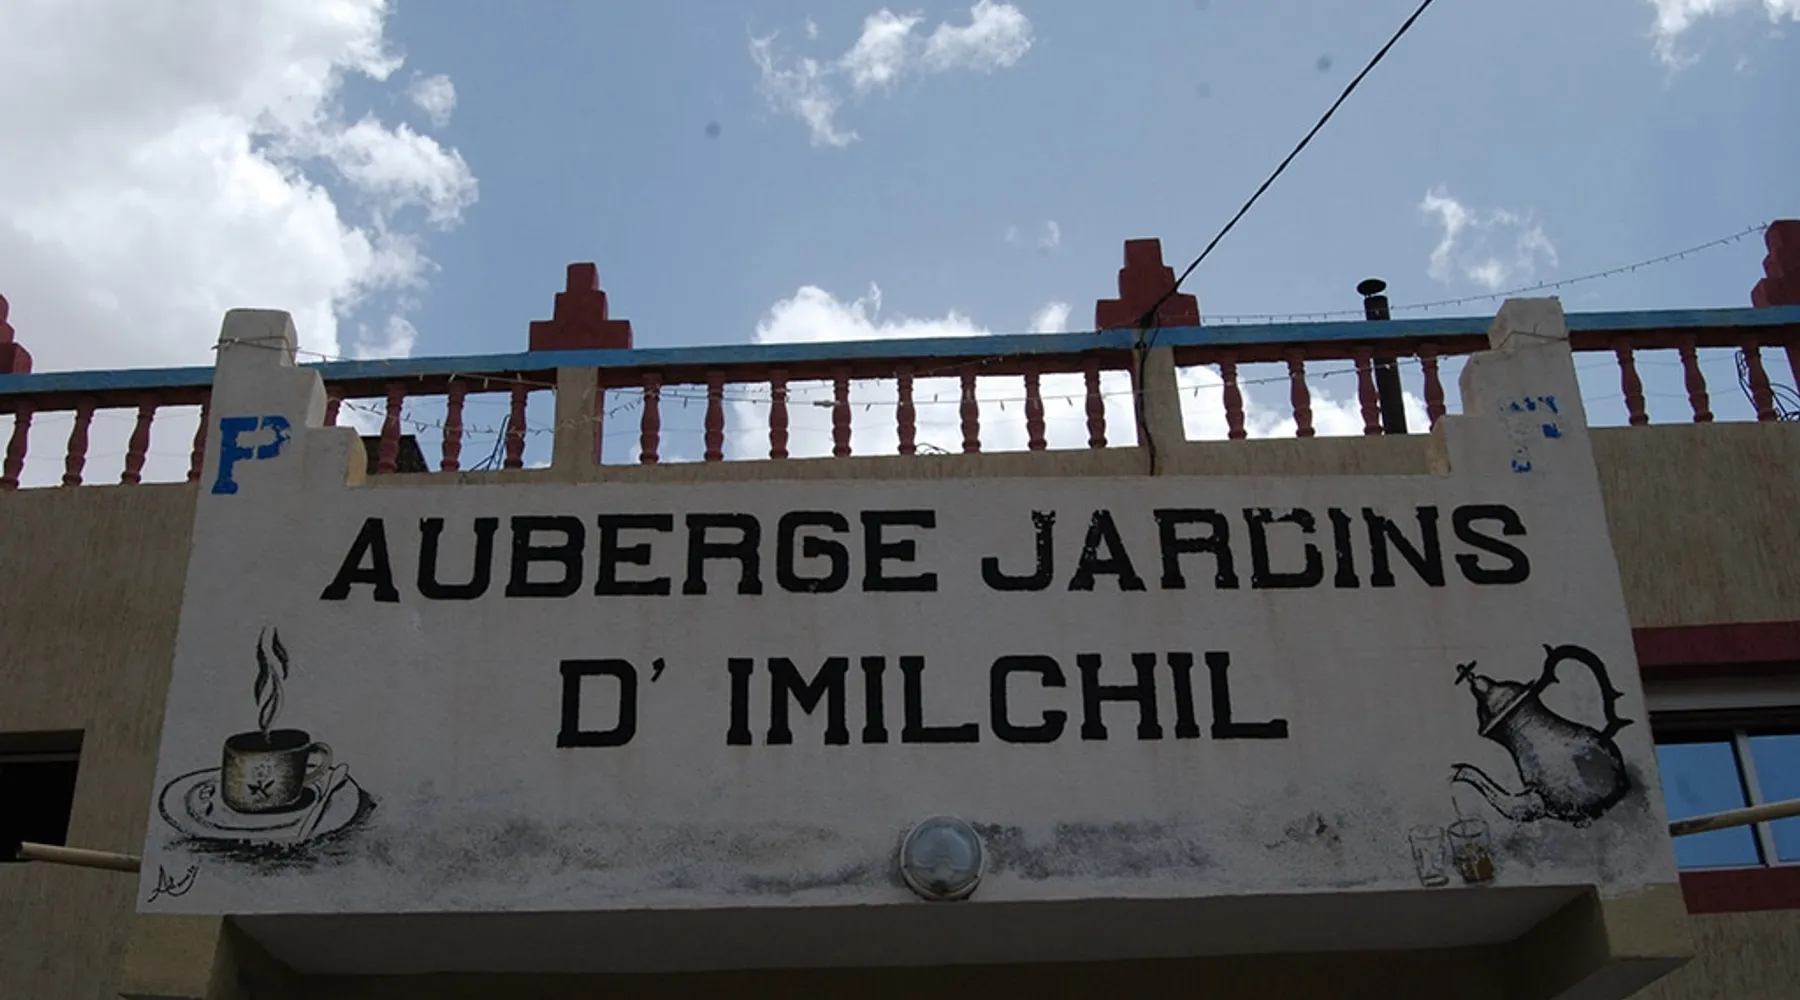 P
AUBERGE JARDINS
D' IMILCHIL